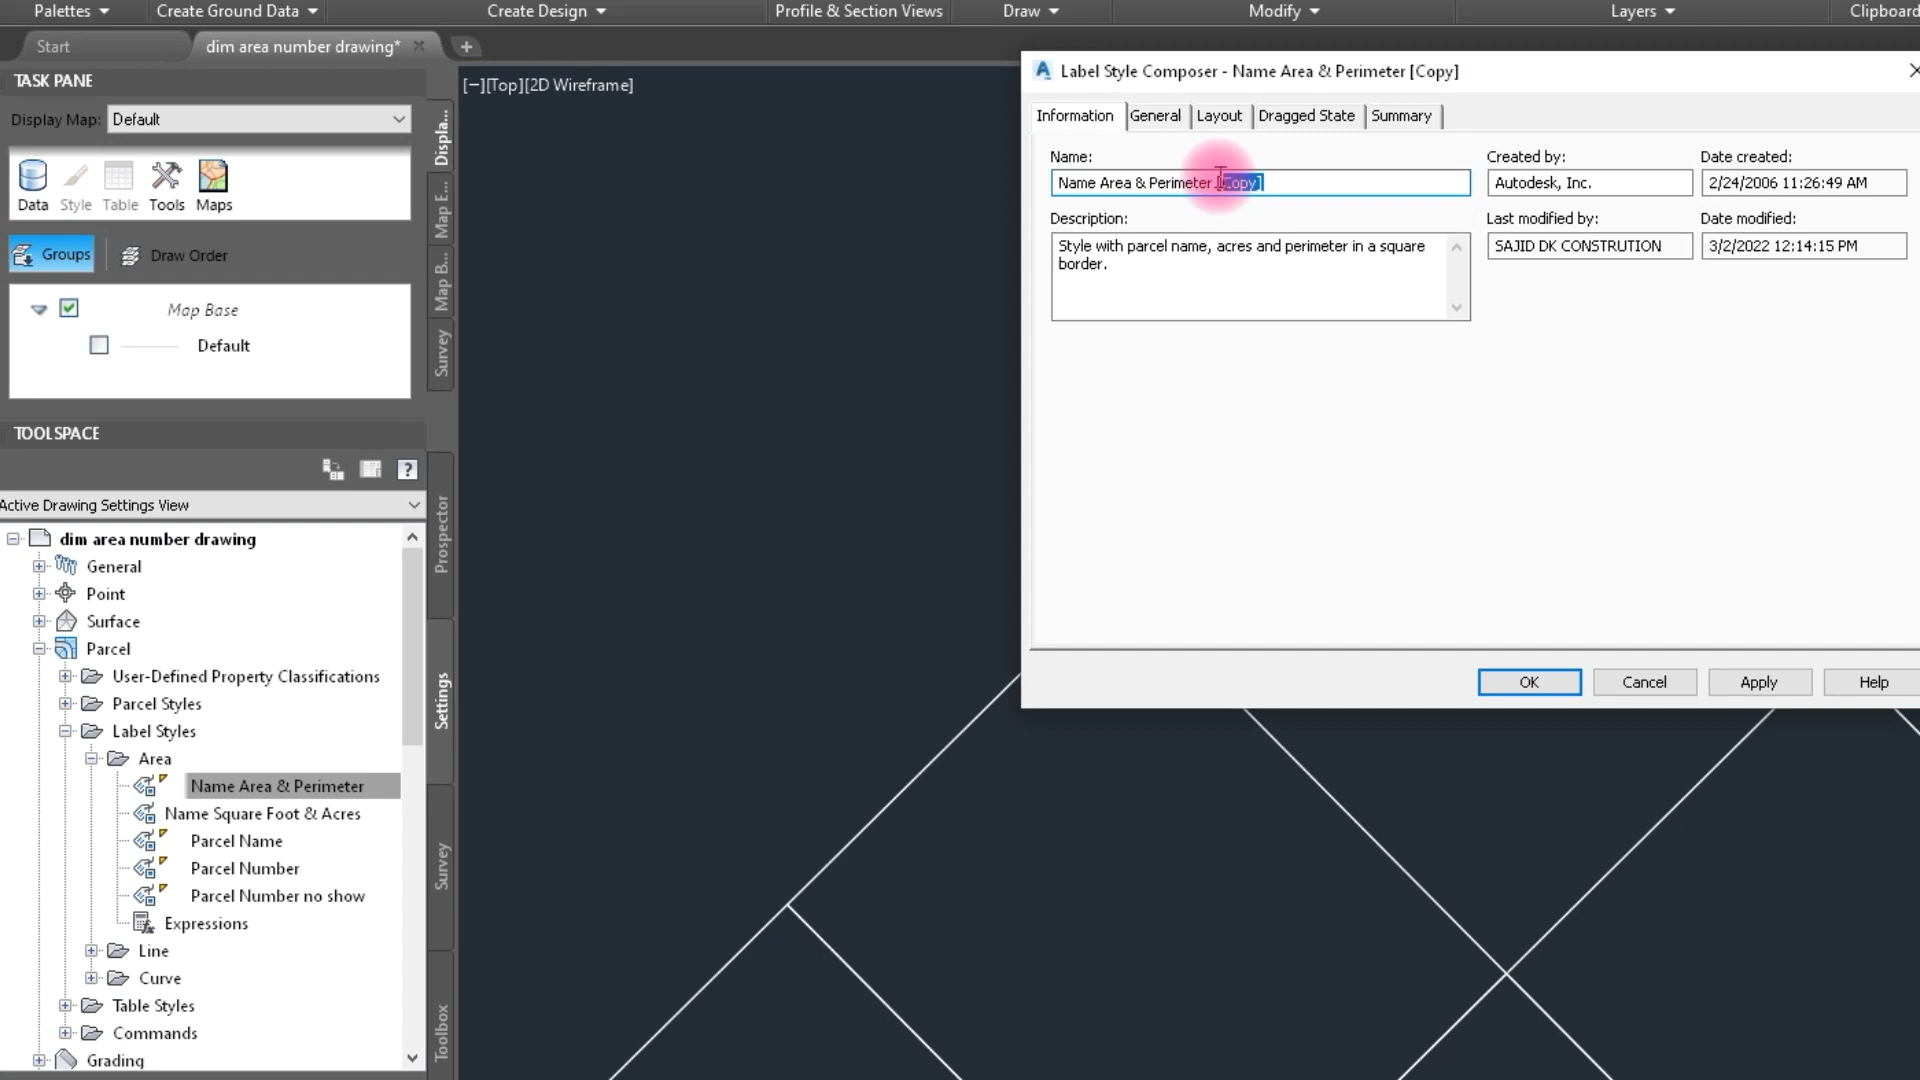 Palettes
Create Ground Data
Create Design
Profile & Section Views
Draw
Modify
Layers
Clipboard
Start
dim area number drawing*
TASK PANE
Display Map: Default
Data
Style
Table
Tools
Maps
Groups
Draw Order
Map Base
Default
Displa...
Map E...
Map B...
Survey
TOOLSPACE
Active Drawing Settings View
dim area number drawing
General
Point
Surface
Parcel
User-Defined Property Classifications
Parcel Styles
Label Styles
Area
Name Area & Perimeter
Name Square Foot & Acres
Parcel Name
Parcel Number
Parcel Number no show
Expressions
Line
Curve
Table Styles
Commands
Grading
Prospector
Settings
Survey
Toolbox
[−][Top][2D Wireframe]
Label Style Composer - Name Area & Perimeter [Copy]
Information
General
Layout
Dragged State
Summary
Name:
Name Area & Perimeter [Copy]
Created by:
Autodesk, Inc.
Date created:
2/24/2006 11:26:49 AM
Description:
Style with parcel name, acres and perimeter in a square
border.
Last modified by:
SAJID DK CONSTRUTION
Date modified:
3/2/2022 12:14:15 PM
OK
Cancel
Apply
Help